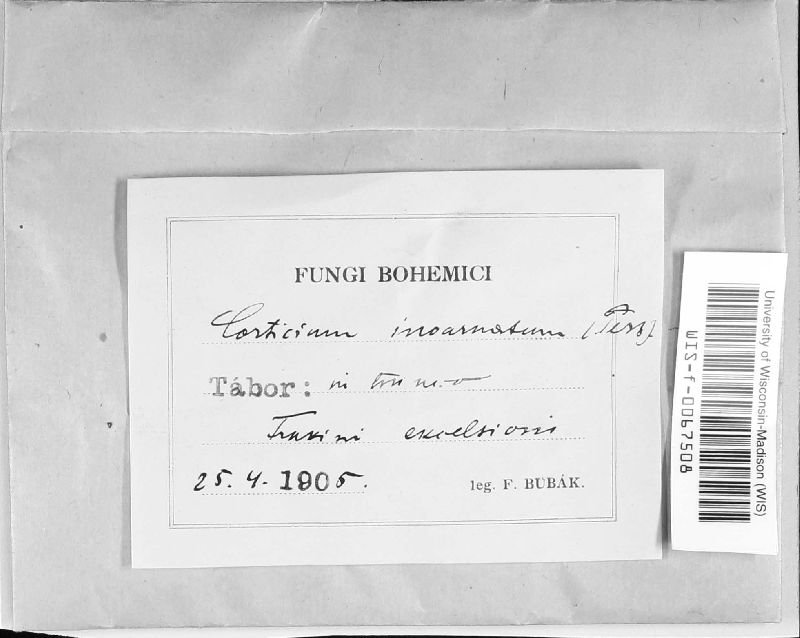 FUNGI BOHEMICI
Corticium incarnatum (Pers)
Tábor: in trunco
Fraxini excelsioris
25. 4. 1905.
leg. F. BUBÁK.
University of Wisconsin-Madison (WIS)
WIS-f-0067508